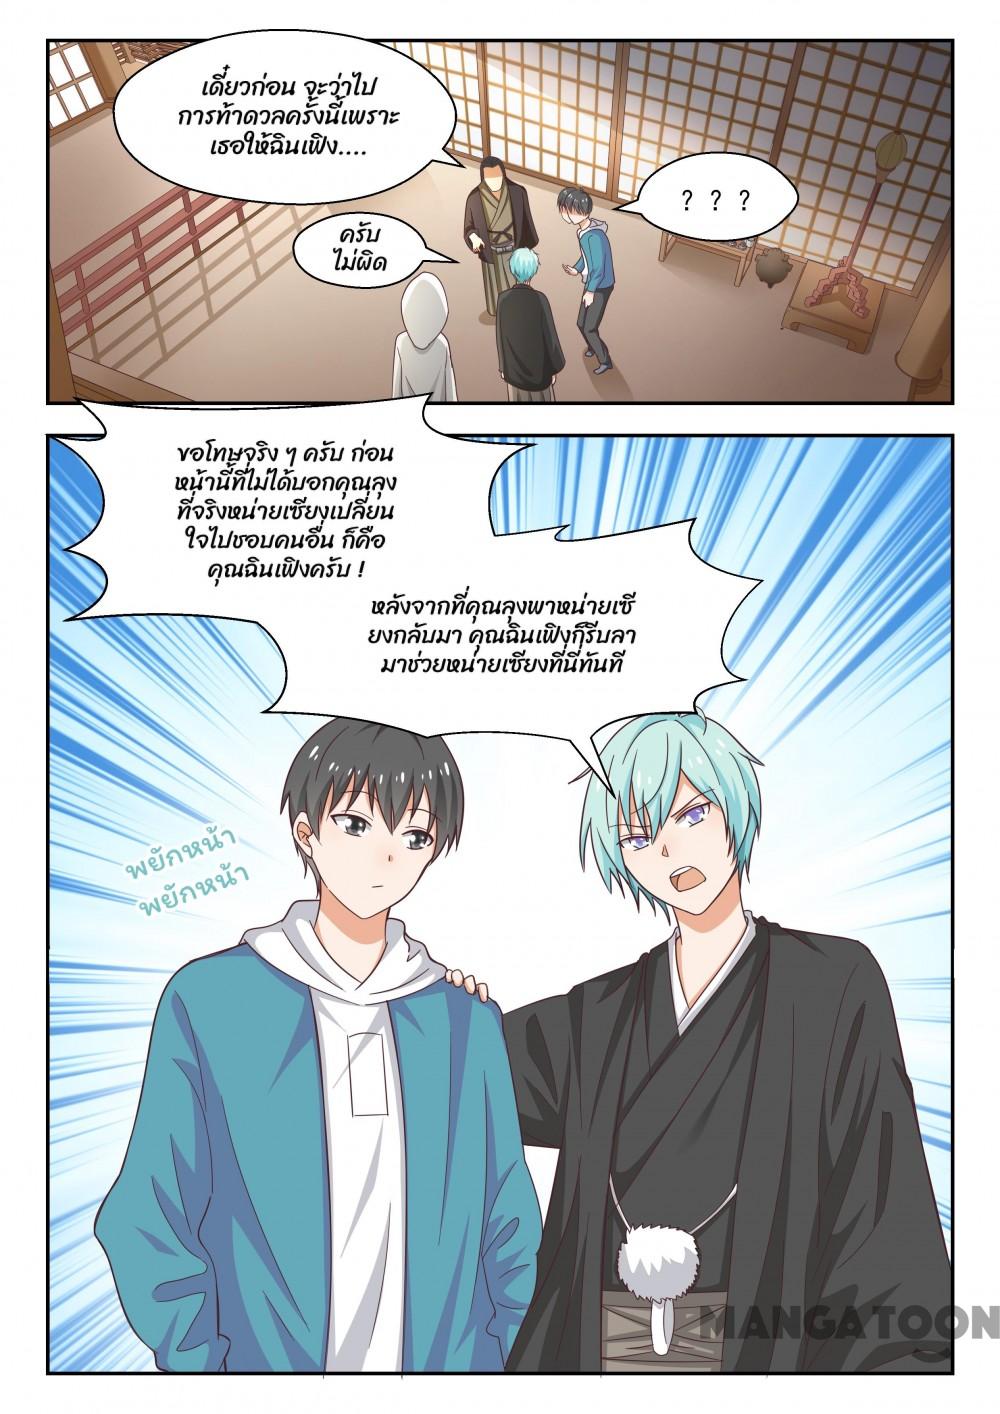 เดี๋ยวก่อน จะว่าไป
การท้าดวลครั้งนี้เพราะ
เธอให้ฉินเฟิง....
? ? ?
ครับ
ไม่ผิด
ขอโทษจริง ๆ ครับ ก่อน
หน้านี้ที่ไม่ได้บอกคุณลุง
ที่จริงหน่ายเซียงเปลี่ยน
ใจไปชอบคนอื่น ก็คือ
คุณฉินเฟิงครับ !
หลังจากที่คุณลุงพาหน่ายเซี
ยงกลับมา คุณฉินเฟิงก็รีบลา
มาช่วยหน่ายเซียงที่นี่ทันที
พยักหน้า
พยักหน้า
MANGATOON